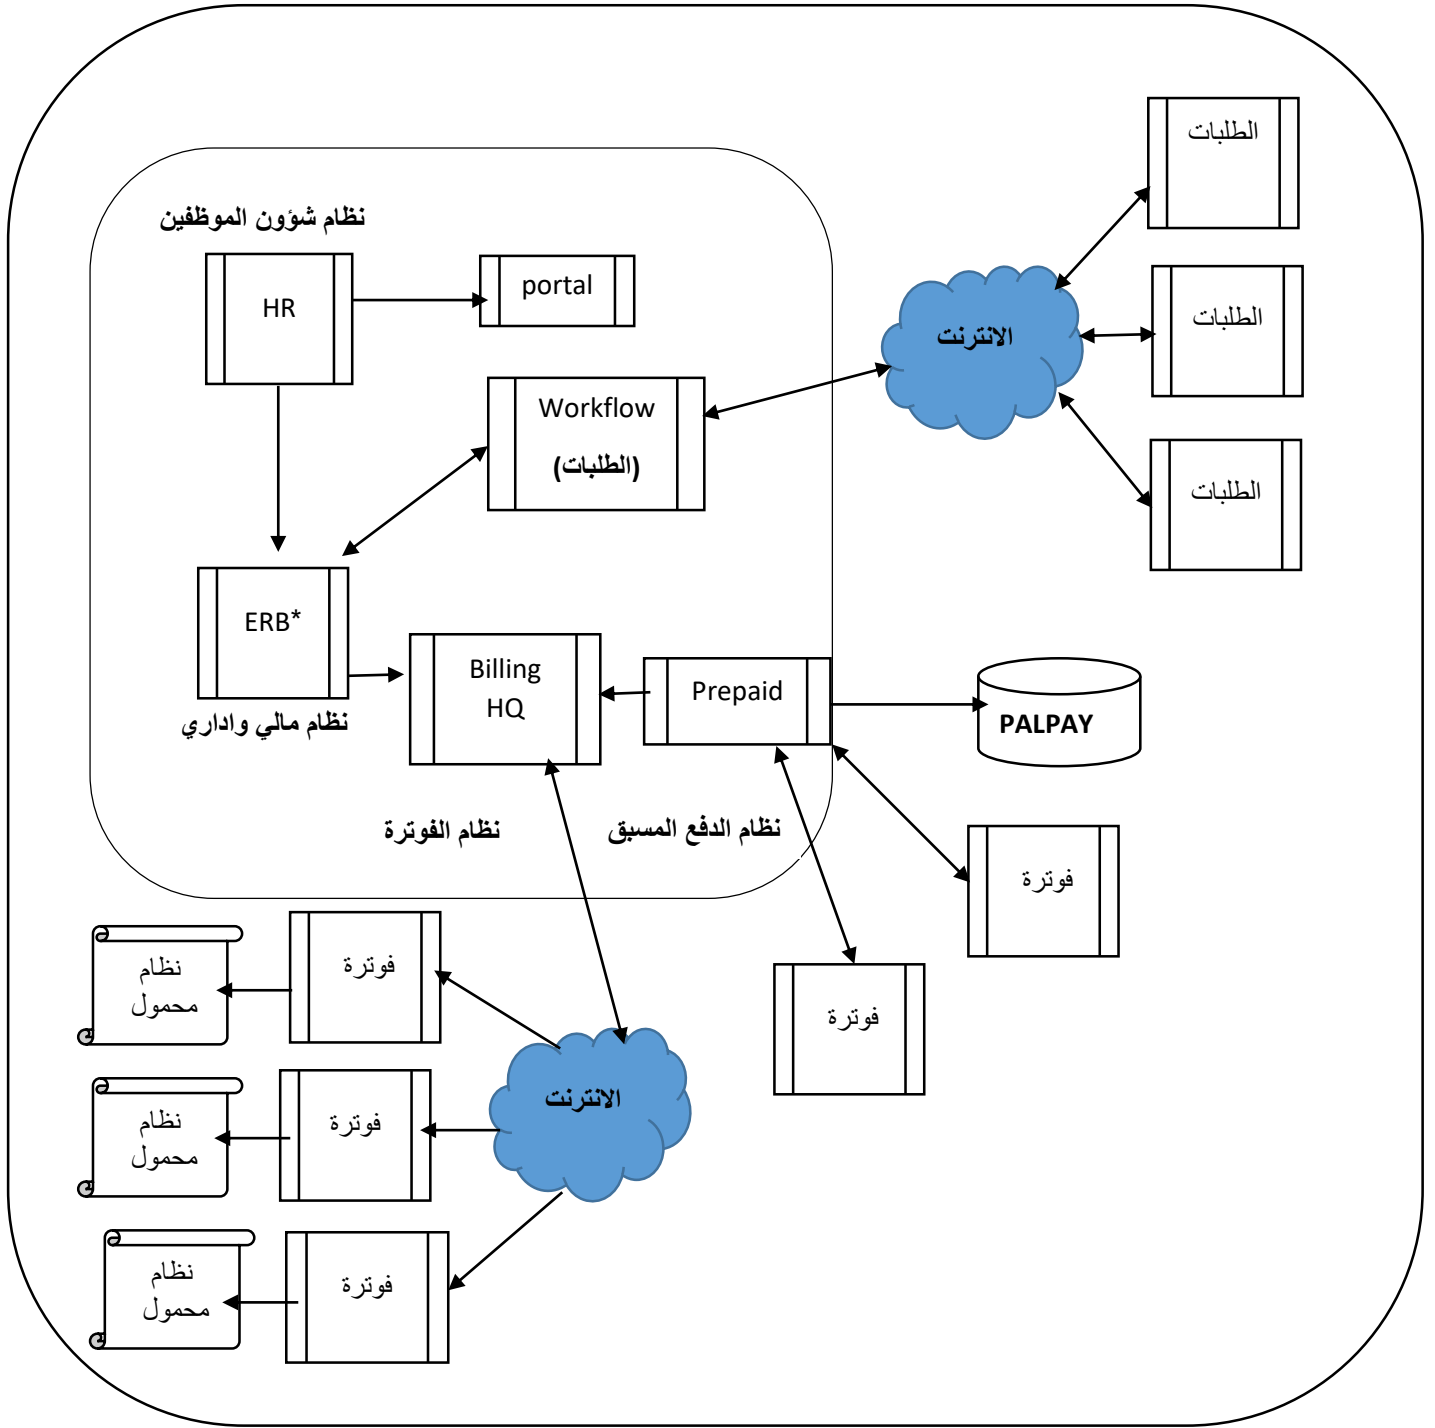 الطلبات
نظام شؤون الموظفين
HR
portal
الانترنت
الطلبات
Workflow
(الطلبات)
الطلبات
ERB*
نظام مالي واداري
Billing
HQ
Prepaid
PALPAY
نظام الفوترة
نظام الدفع المسبق
فوترة
فوترة
نظام
محمول
فوترة
الانترنت
نظام
محمول
فوترة
نظام
محمول
فوترة